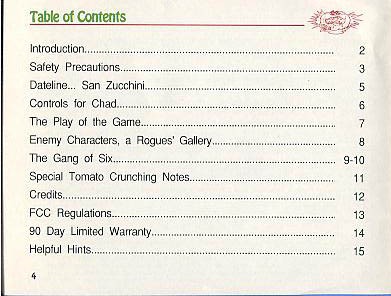 Table of Contents
Introduction.......................................................... 2
Safety Precautions.......................................................... 3
Dateline... San Zucchini.......................................................... 5
Controls for Chad.......................................................... 6
The Play of the Game.......................................................... 7
Enemy Characters, a Rogues' Gallery.......................................................... 8
The Gang of Six.......................................................... 9-10
Special Tomato Crunching Notes.......................................................... 11
Credits.......................................................... 12
FCC Regulations.......................................................... 13
90 Day Limited Warranty.......................................................... 14
Helpful Hints.......................................................... 15
4